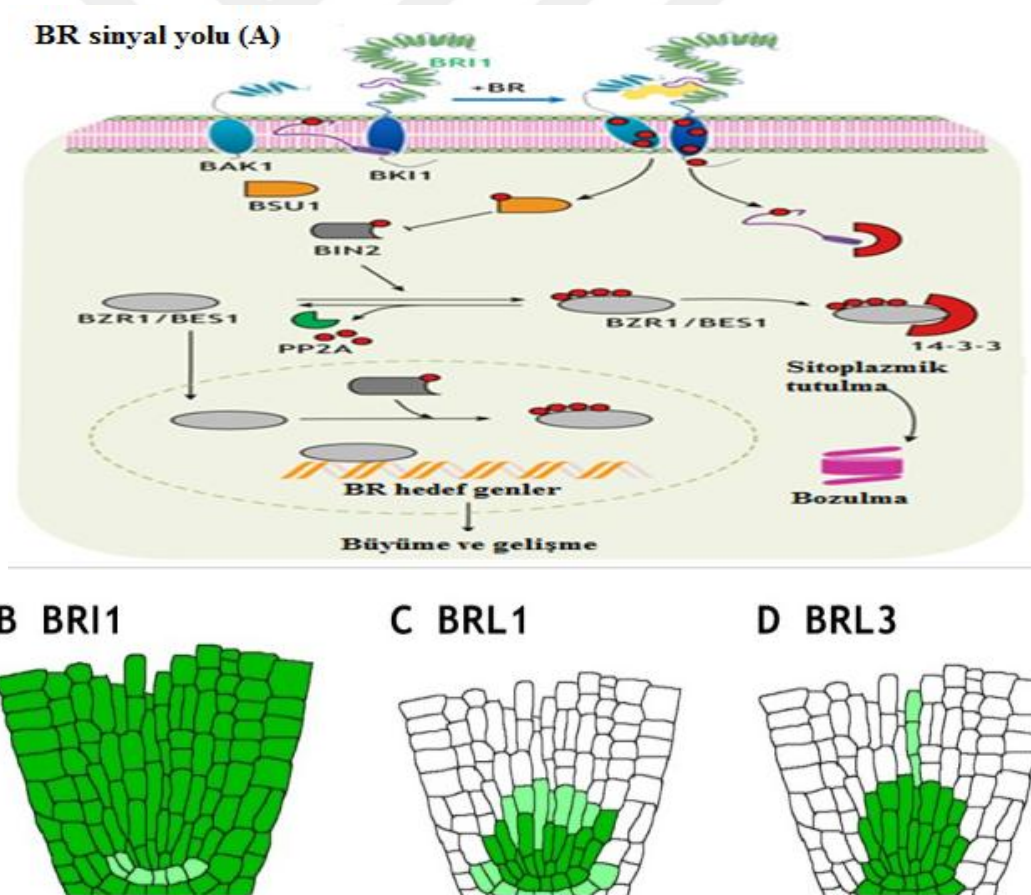 BR sinyal yolu (A)
BRI1
+BR
BAK1
BKI1
BSU1
BIN2
BZR1/BES1
BZR1/BES1
PP2A
14-3-3
Sitoplazmik
tutulma
BR hedef genler
Bozulma
Büyüme ve gelişme
B BRI1
C BRL1
D BRL3